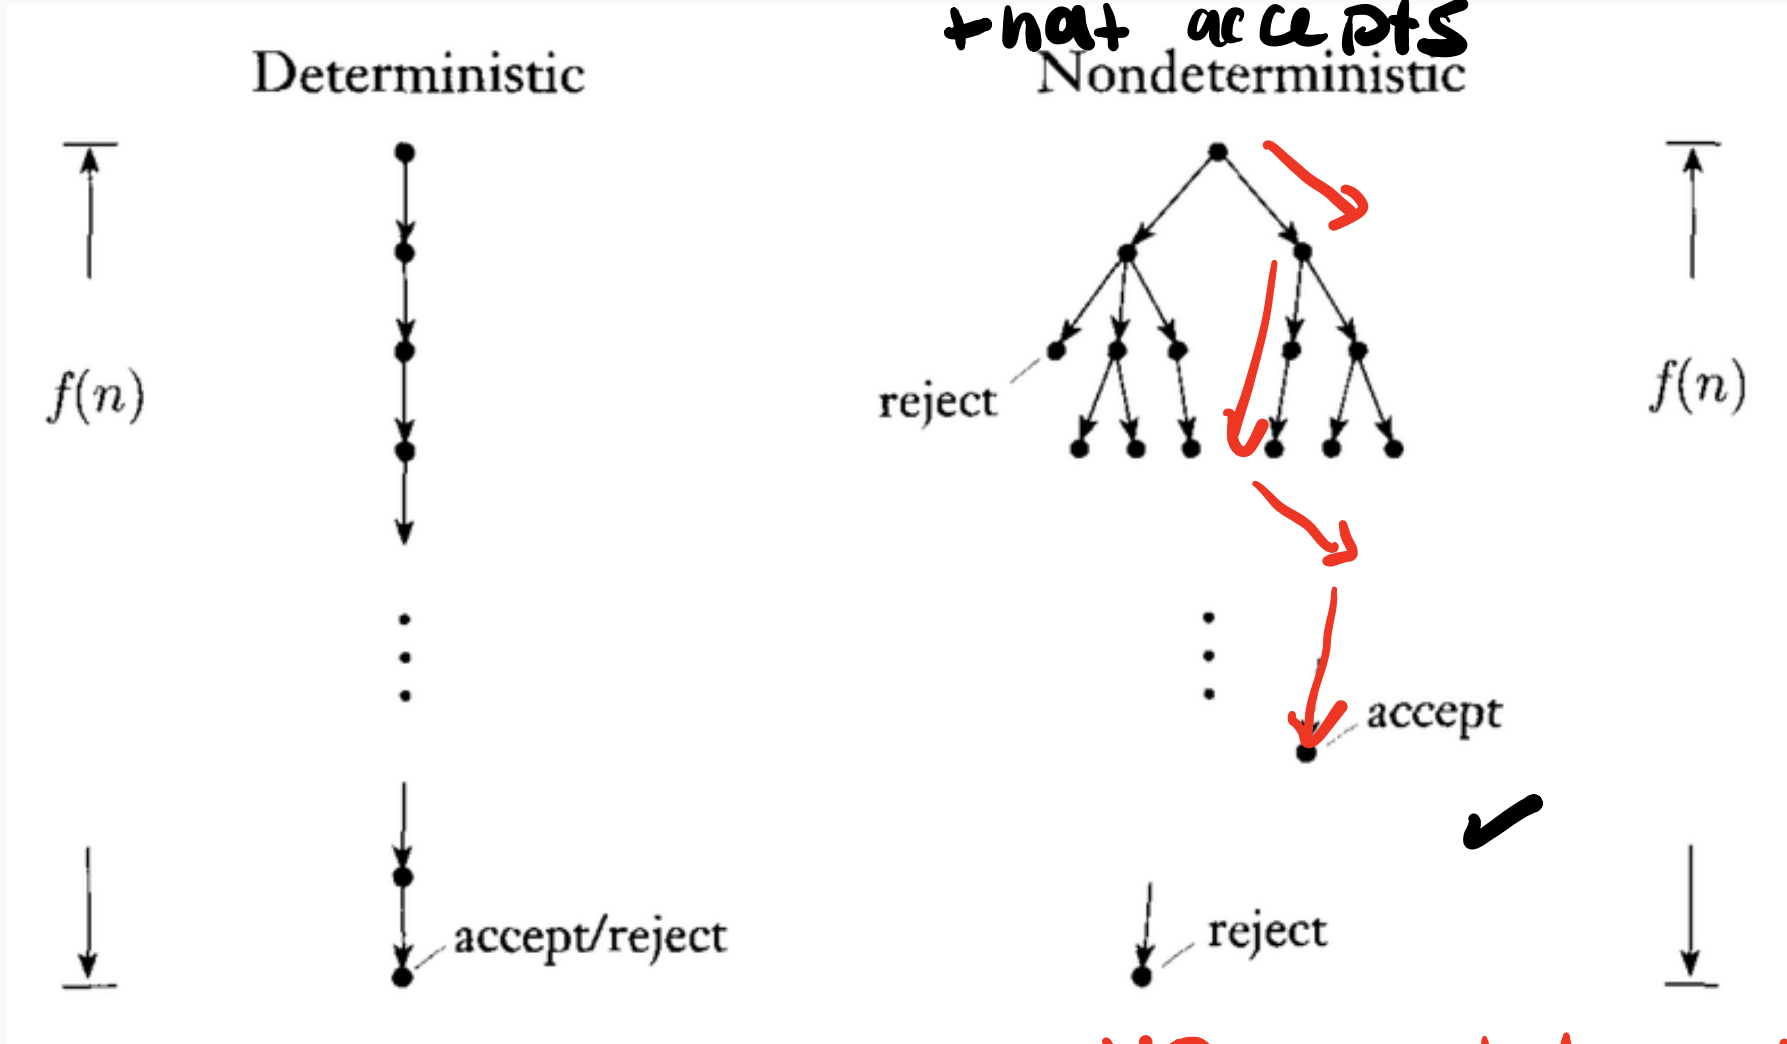 that accepts
Deterministic
Nondeterministic
f(n)
reject
f(n)
accept
accept/reject
reject